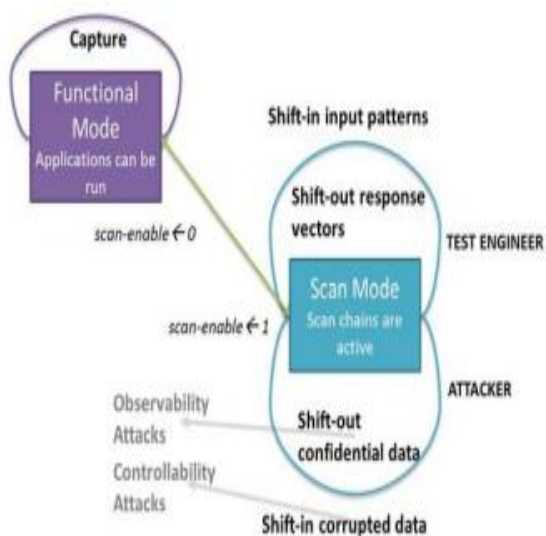 Capture
Functional
Mode
Applications can be
run
Shift-in input patterns
Shift-out response
vectors
scan-enable ← 0
TEST ENGINEER
Scan Mode
Scan chains are
active
scan-enable ← 1
ATTACKER
Observability
Attacks
Shift-out
confidential data
Controllability
Attacks
Shift-in corrupted data